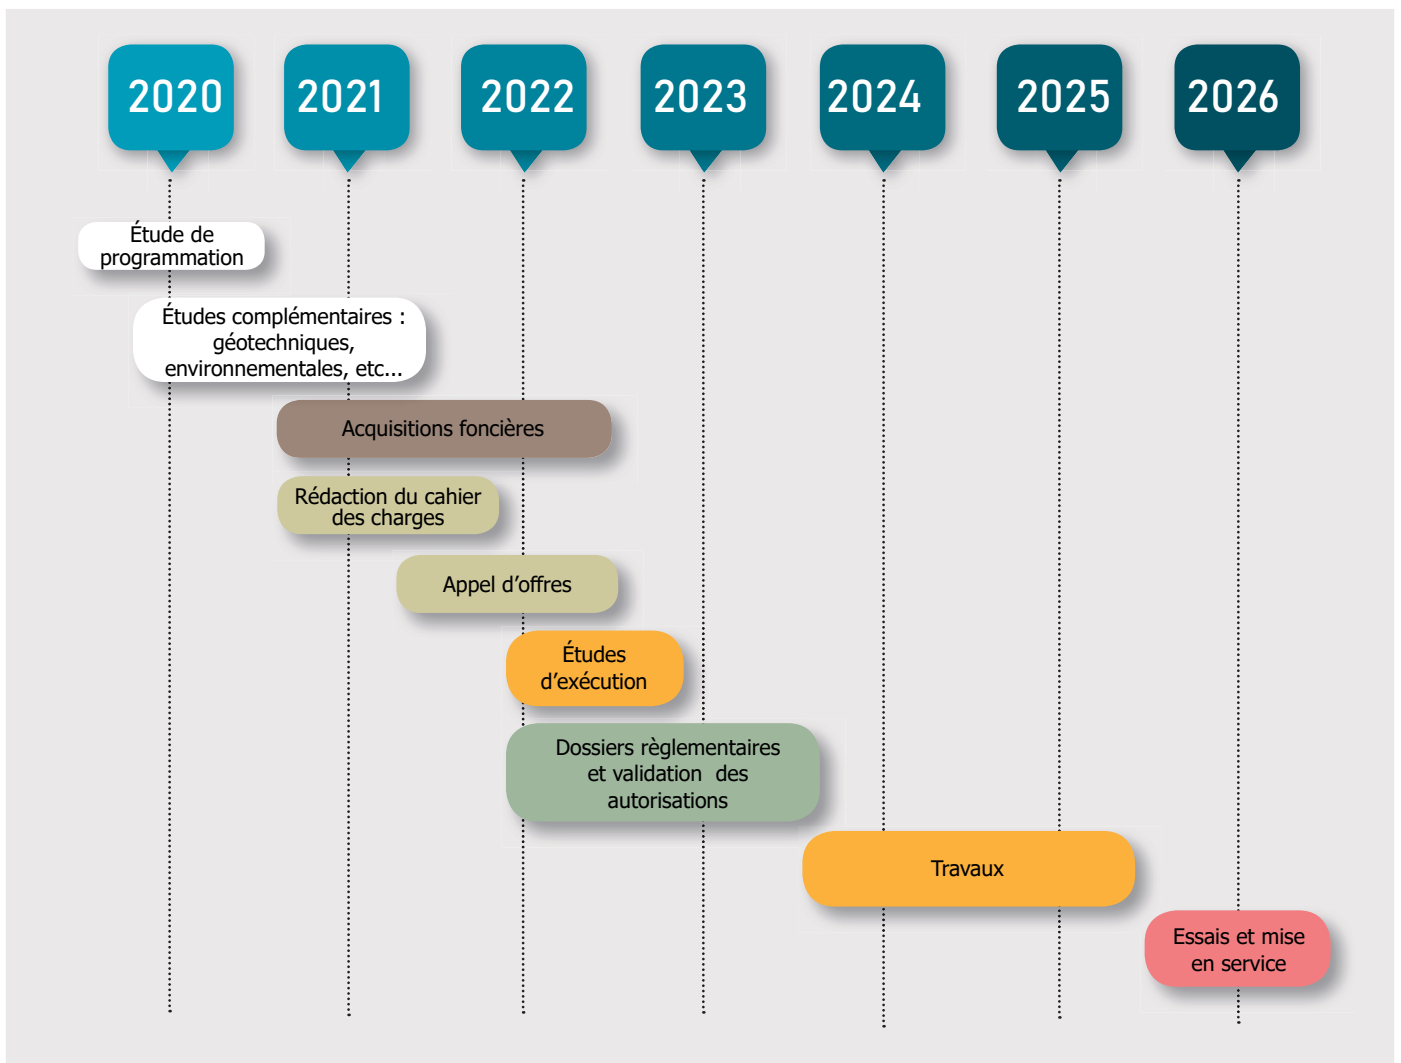 2020
2021
2022
2023
2024
2025
2026
Étude de
programmation
Études complémentaires :
géotechniques,
environnementales, etc...
Acquisitions foncières
Rédaction du cahier
des charges
Appel d’offres
Études
d’exécution
Dossiers règlementaires
et validation des
autorisations
Travaux
Essais et mise
en service